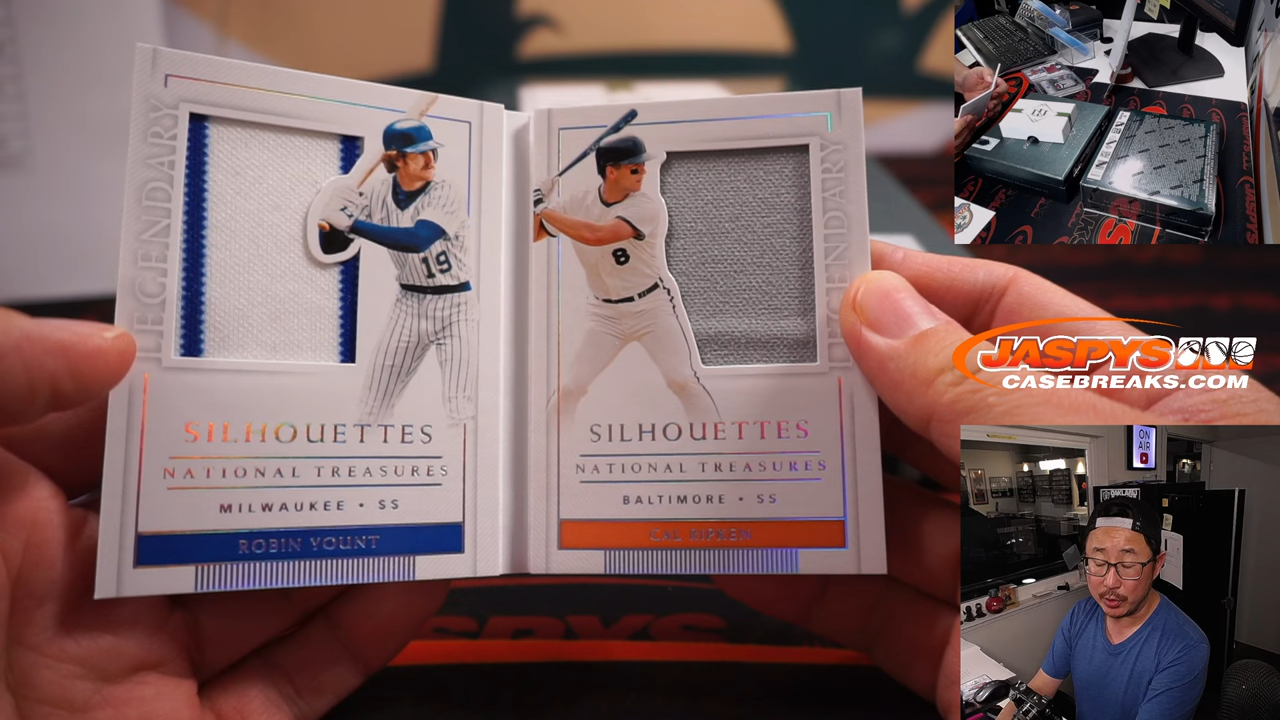 LEGENDARY
19
SILHOUETTES
NATIONAL TREASURES
MILWAUKEE • SS
ROBIN YOUNT
8
LEGENDARY
SILHOUETTES
NATIONAL TREASURES
BALTIMORE • SS
CAL RIPKEN
JASPYS
CASEBREAKS.COM
ON
AIR